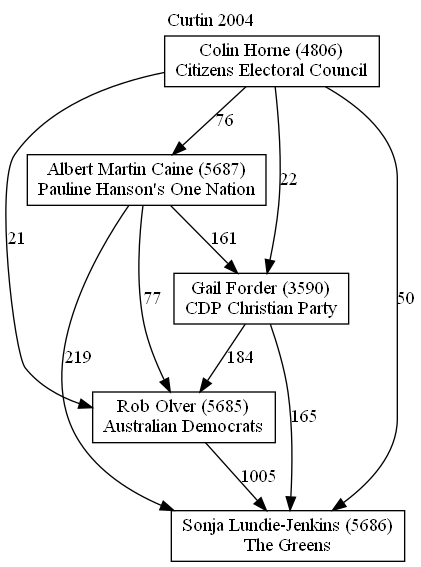 Curtin 2004
Colin Horne (4806)
Citizens Electoral Council
76
Albert Martin Caine (5687)
Pauline Hanson's One Nation
22
161
21
77
Gail Forder (3590)
CDP Christian Party
50
219
184
Rob Olver (5685)
Australian Democrats
165
1005
Sonja Lundie-Jenkins (5686)
The Greens